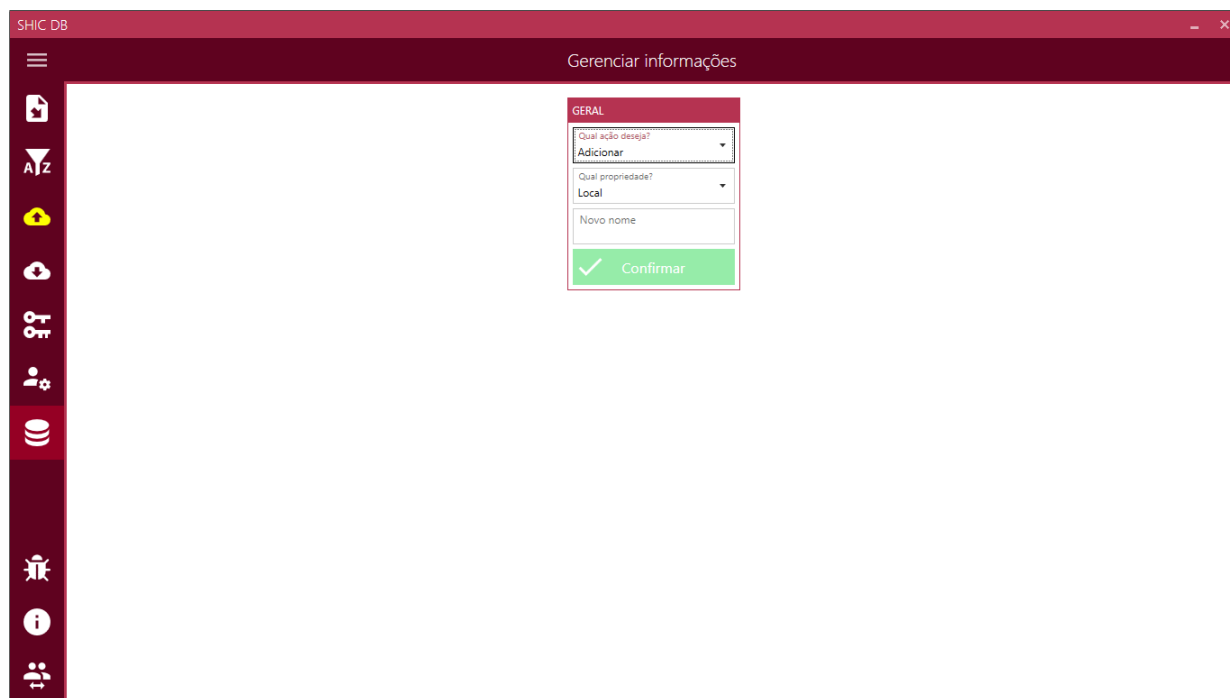 SHIC DB
Gerenciar informações
GERAL
Qual ação deseja?
Adicionar
Qual propriedade?
Local
Novo nome
Confirmar
A Z